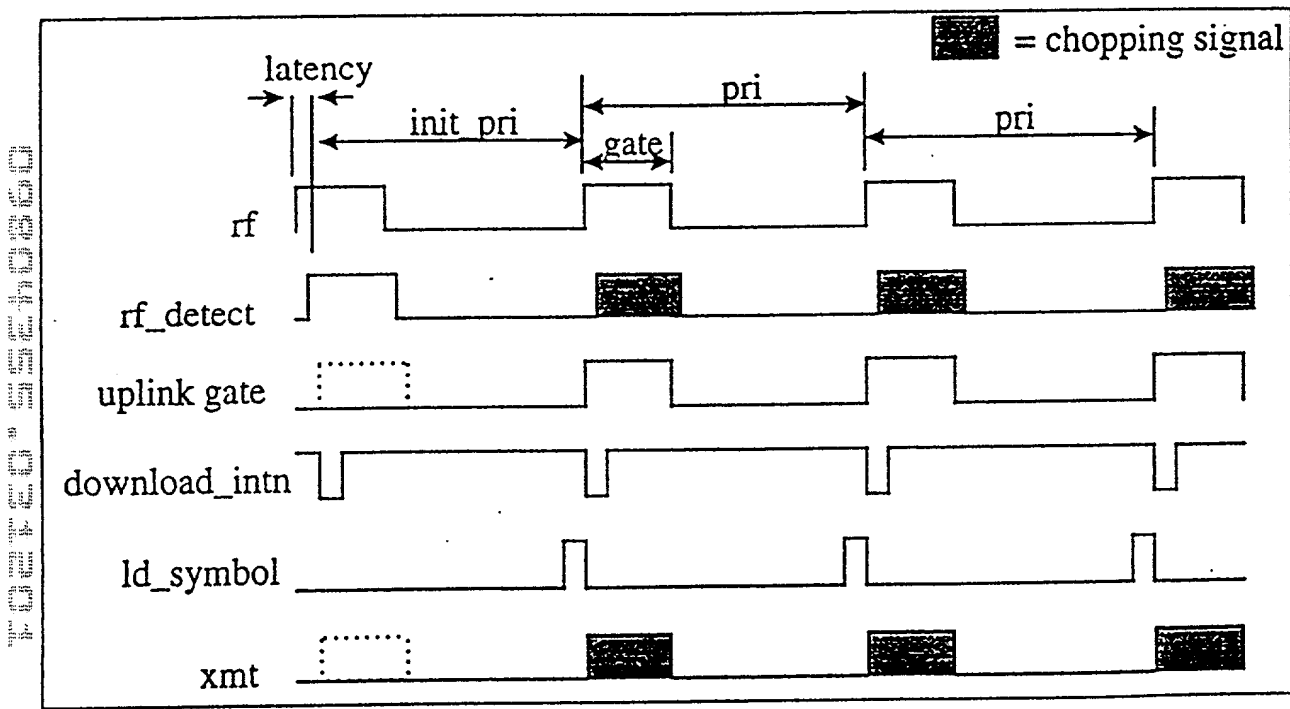 = chopping signal
latency
pri
init_pri
pri
gate
rf
rf_detect
uplink gate
download_intn
ld_symbol
xmt